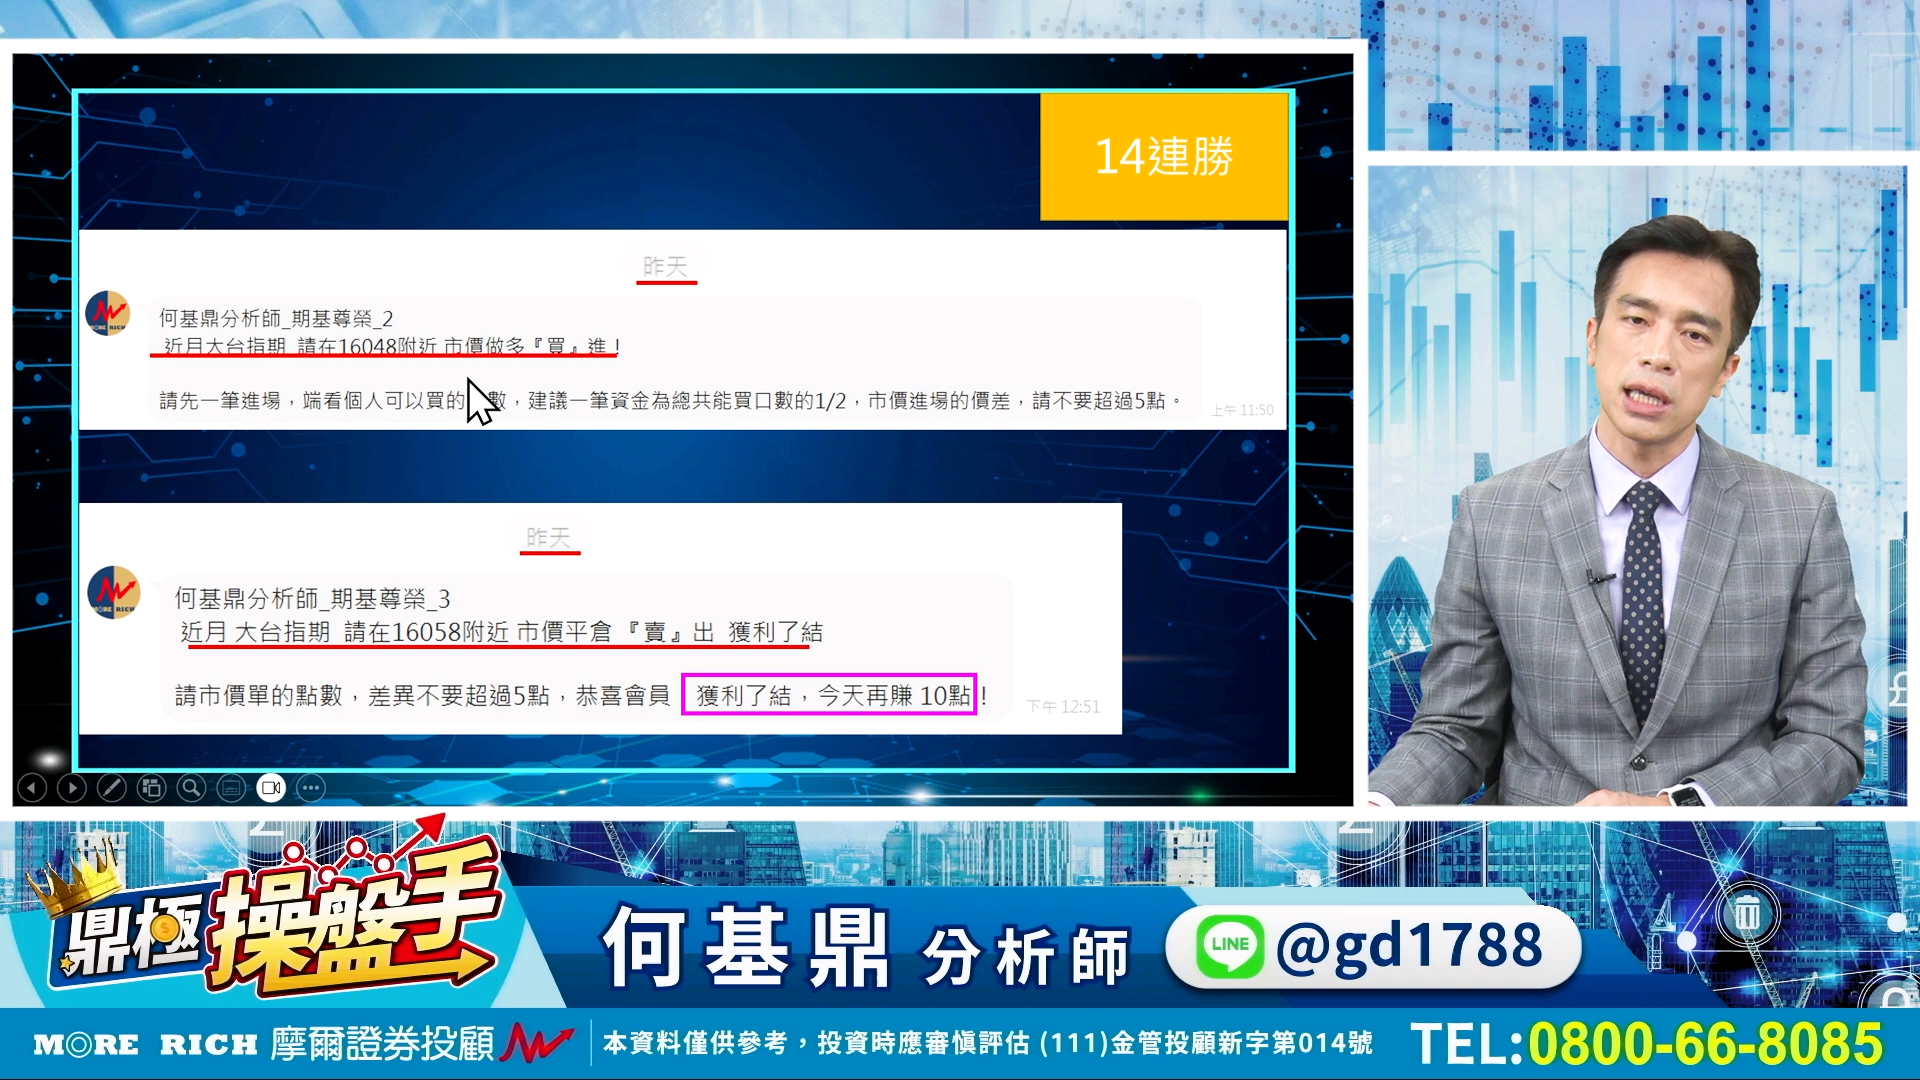 14連勝
昨天
何基鼎分析師_期基尊榮_2
近月大台指期 請在16048附近 市價做多『買』進！
請先一筆進場，端看個人可以買的 數，建議一筆資金為總共能買口數的1/2，市價進場的價差，請不要超過5點。
上午 11:50
昨天
何基鼎分析師_期基尊榮_3
近月 大台指期 請在16058附近 市價平倉 『賣』出 獲利了結
請市價單的點數，差異不要超過5點，恭喜會員 獲利了結，今天再賺 10點！
下午 12:51
MORE RICH
鼎極操盤手
何基鼎 分析師
LINE @gd1788
MORE RICH 摩爾證券投顧
本資料僅供參考，投資時應審慎評估 (111)金管投顧新字第014號
TEL:0800-66-8085